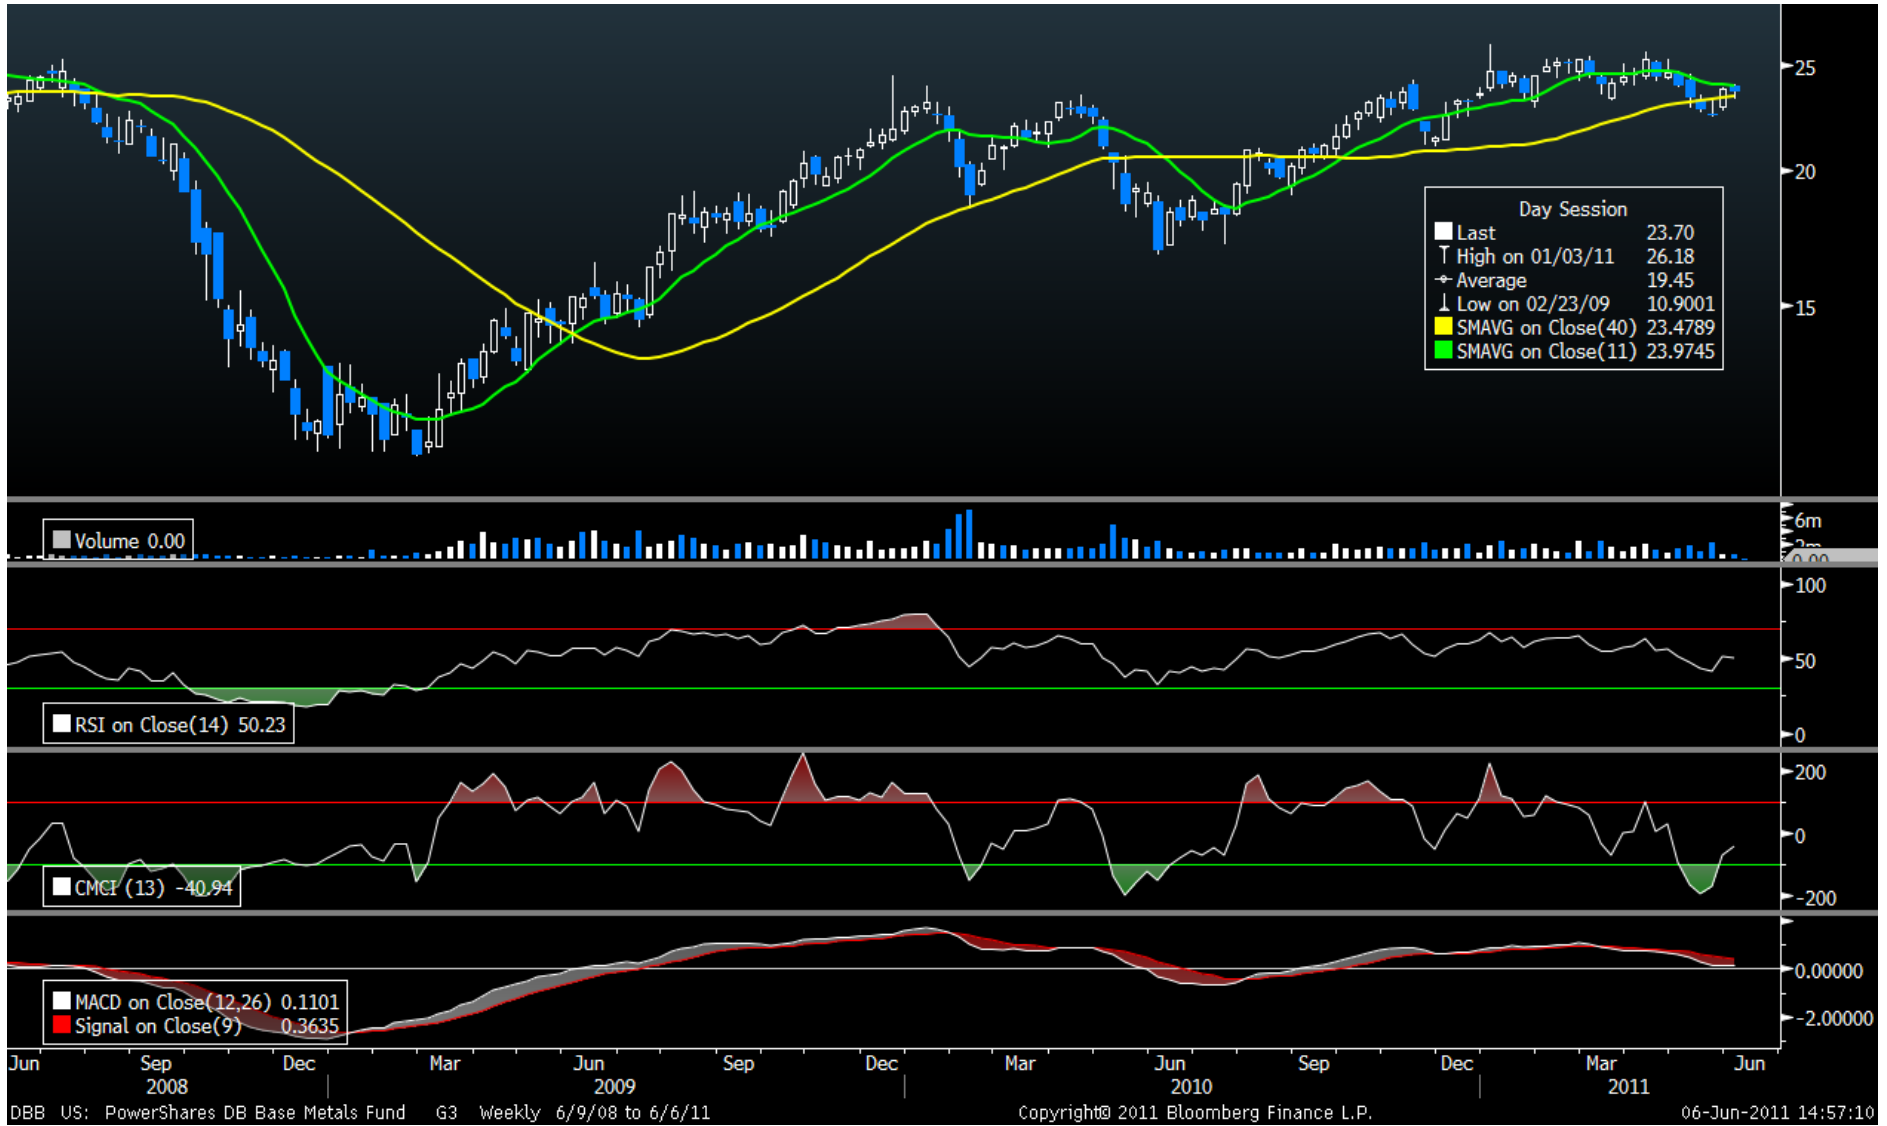 25
20
15
Day Session
Last 23.70
High on 01/03/11 26.18
Average 19.45
Low on 02/23/09 10.9001
SMAVG on Close(40) 23.4789
SMAVG on Close(11) 23.9745
Volume 0.00
6m
2m
0.00
100
50
0
RSI on Close(14) 50.23
200
0
-200
CMCI (13) -40.94
0.00000
-2.00000
MACD on Close(12,26) 0.1101
Signal on Close(9) 0.3635
Jun Sep Dec Mar Jun Sep Dec Mar Jun Sep Dec Mar Jun
2008 2009 2010 2011
DBB US: PowerShares DB Base Metals Fund G3 Weekly 6/9/08 to 6/6/11 Copyright© 2011 Bloomberg Finance L.P. 06-Jun-2011 14:57:10